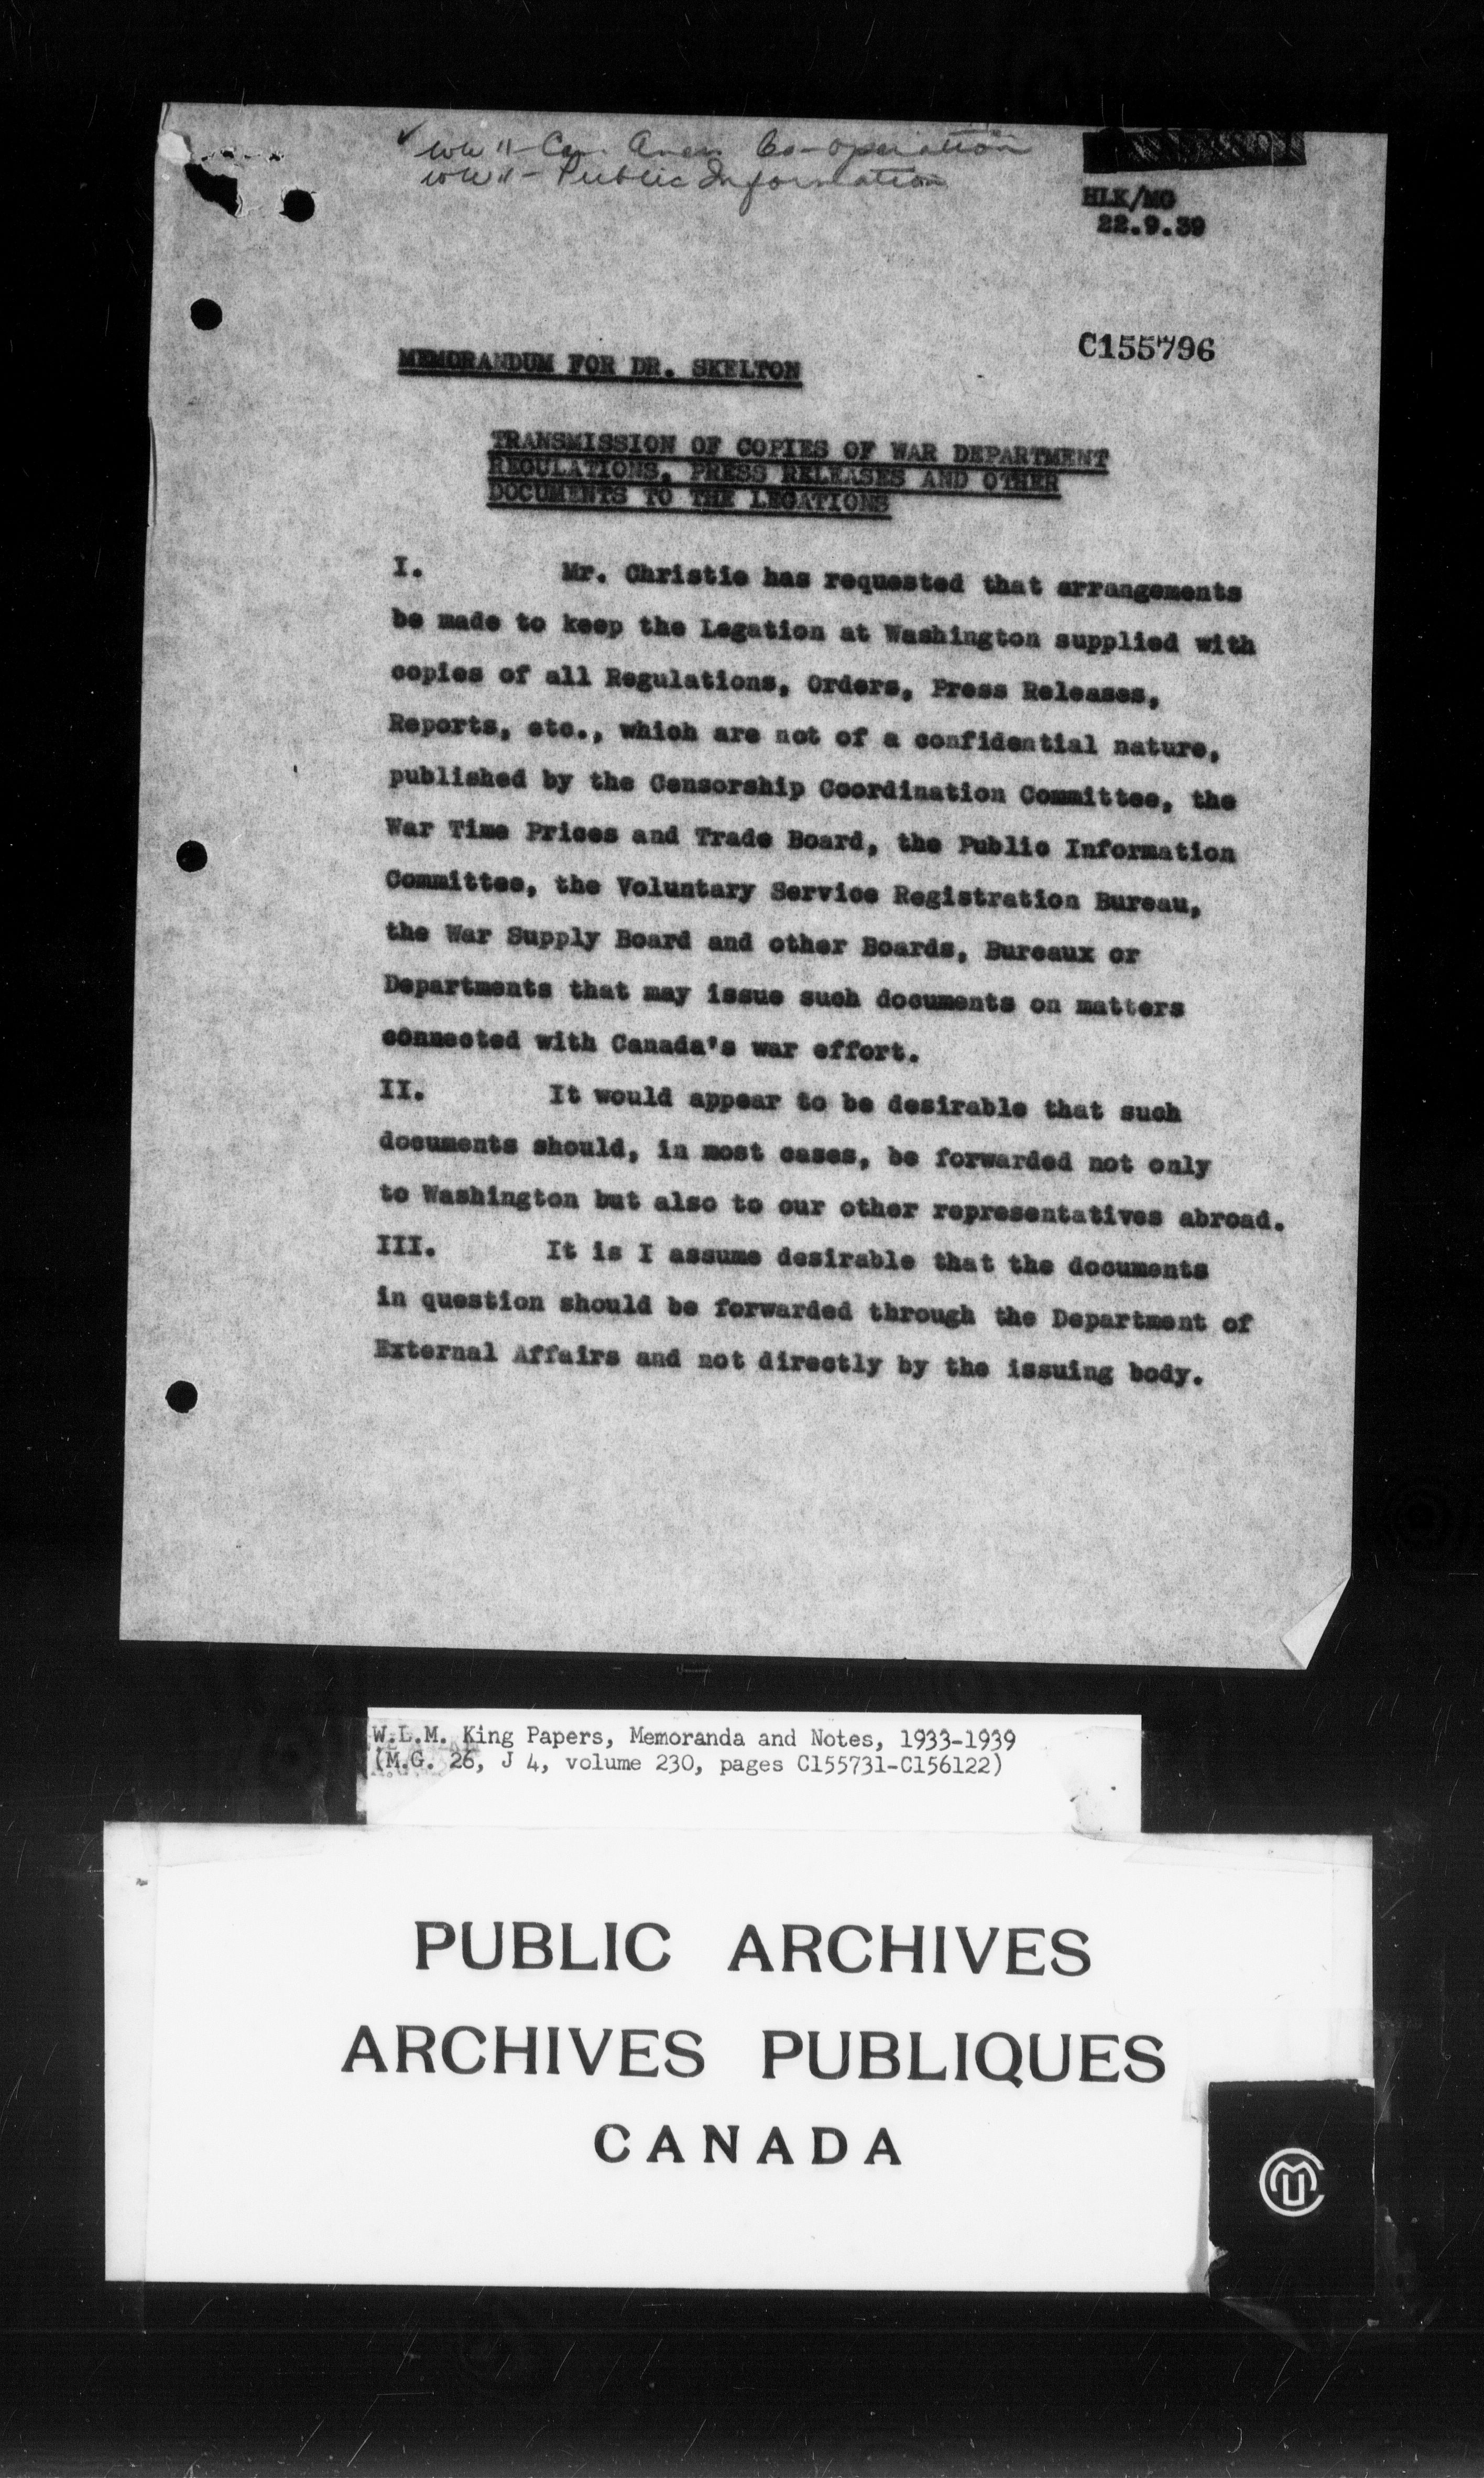 Co-operation
- Public Information
HLK/MG
22.9.39
C155796
MEMORANDUM FOR DR. SKELTON
TRANSMISSION OF COPIES OF WAR DEPARTMENT
REGULATIONS, PRESS RELEASES AND OTHER
DOCUMENTS TO THE LEGATIONS
I. Mr. Christie has requested that arrangements
be made to keep the Legation at Washington supplied with
copies of all Regulations, Orders, Press Releases,
Reports, etc., which are not of a confidential nature,
published by the Censorship Coordination Committee, the
War Time Prices and Trade Board, the Public Information
Committee, the Voluntary Service Registration Bureau,
the War Supply Board and other Boards, Bureaux or
Departments that may issue such documents on matters
connected with Canada's war effort.
II. It would appear to be desirable that such
documents should, in most cases, be forwarded not only
to Washington but also to our other representatives abroad.
III. It is I assume desirable that the documents
in question should be forwarded through the Department of
External Affairs and not directly by the issuing body.
W.L.M. King Papers, Memoranda and Notes, 1933-1939
(M.G. 26, J 4, volume 230, pages C155731-C156122)
PUBLIC ARCHIVES
ARCHIVES PUBLIQUES
CANADA